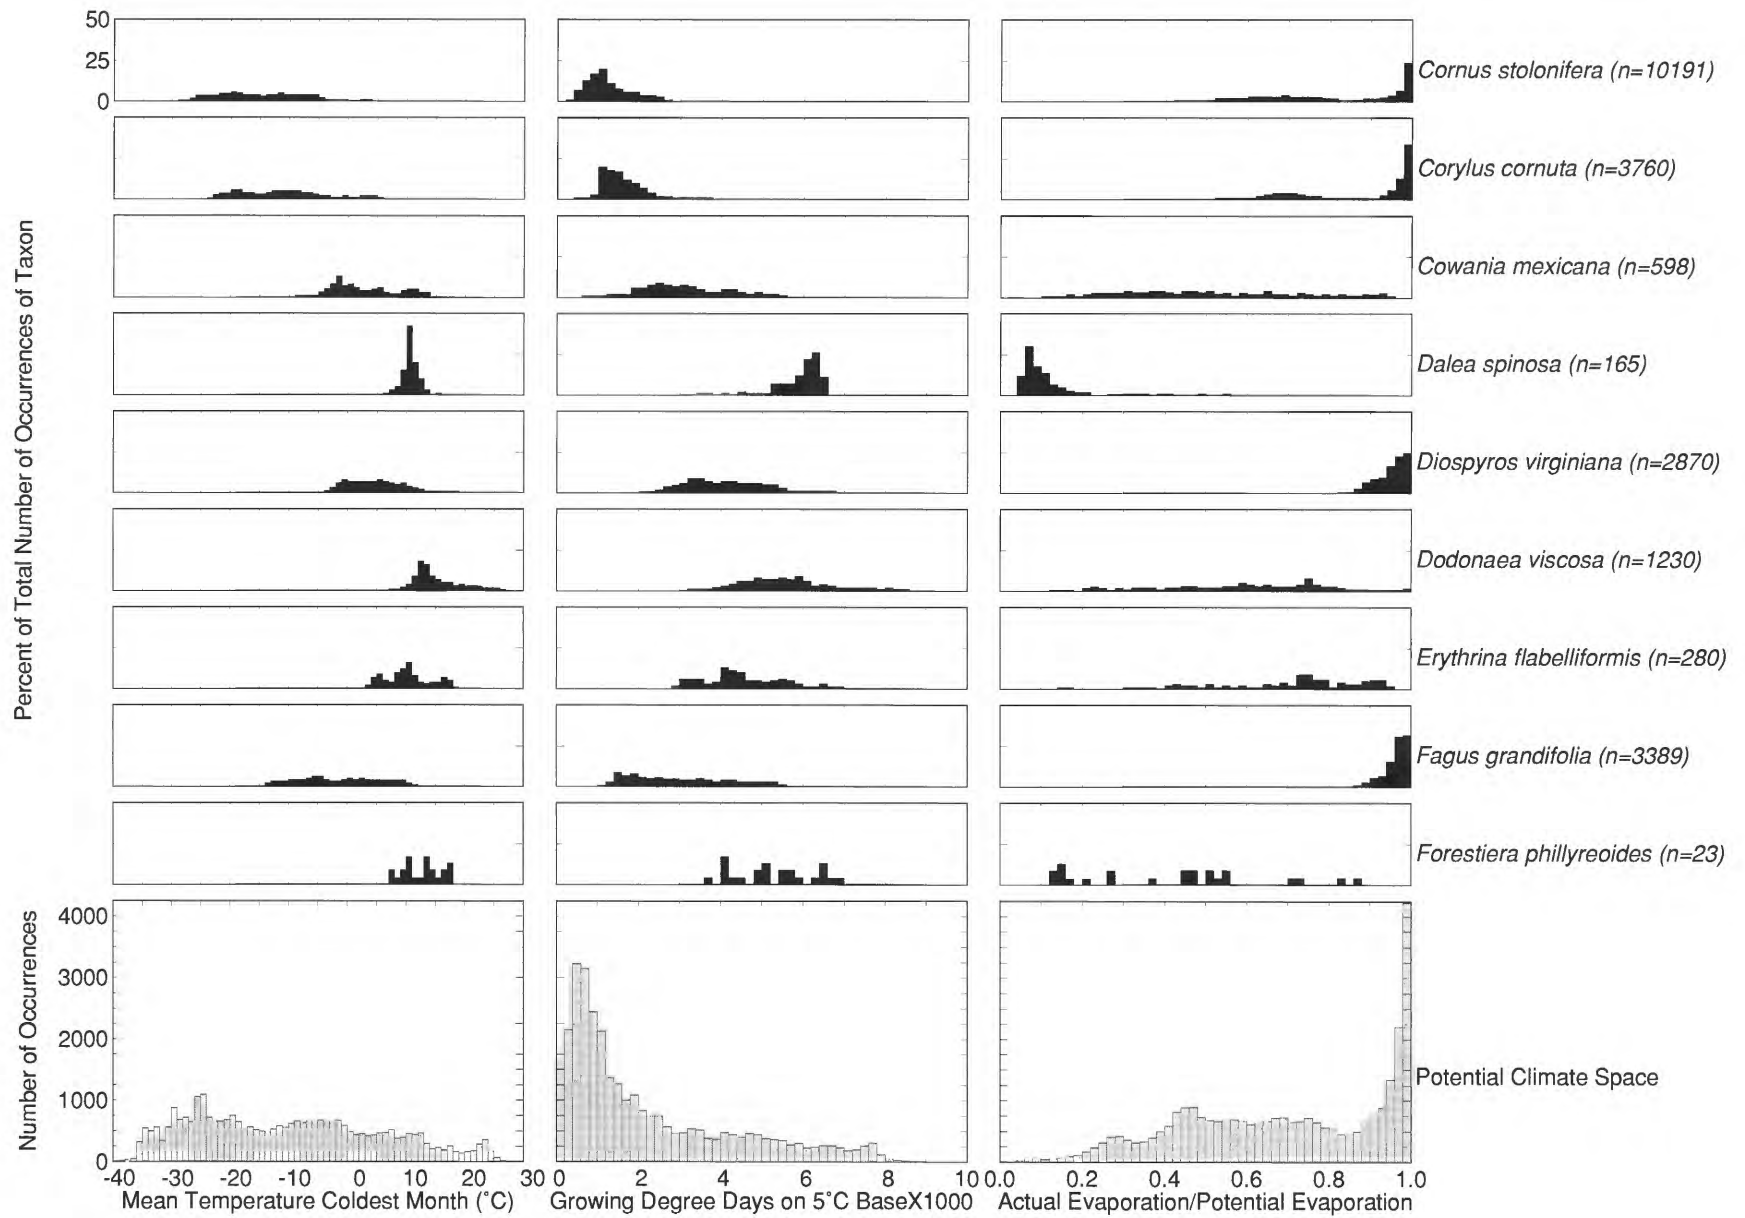 50
25
0
Cornus stolonifera (n=10191)
Corylus cornuta (n=3760)
Cowania mexicana (n=598)
Dalea spinosa (n=165)
Diospyros virginiana (n=2870)
Dodonaea viscosa (n=1230)
Erythrina flabelliformis (n=280)
Fagus grandifolia (n=3389)
Forestiera phillyreoides (n=23)
Percent of Total Number of Occurrences of Taxon
4000
3000
2000
1000
0
Number of Occurrences
Potential Climate Space
-40 -30 -20 -10 0 10 20 30 0 2 4 6 8 10 0.0 0.2 0.4 0.6 0.8 1.0
Mean Temperature Coldest Month (°C) Growing Degree Days on 5°C BaseX1000 Actual Evaporation/Potential Evaporation